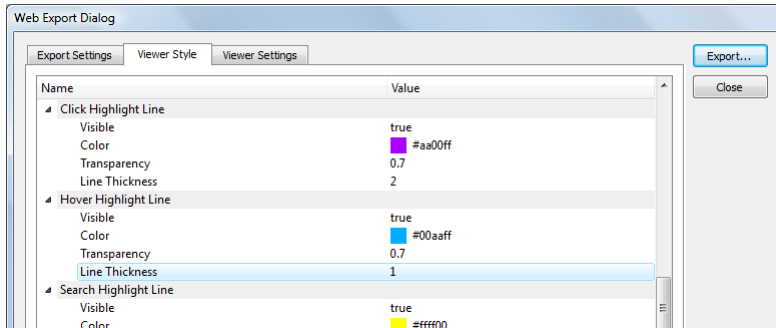 Web Export Dialog
Export Settings Viewer Style Viewer Settings
Export...
Close
Name Value
Click Highlight Line
Visible true
Color #aa00ff
Transparency 0.7
Line Thickness 2
Hover Highlight Line
Visible true
Color #00aaff
Transparency 0.7
Line Thickness 1
Search Highlight Line
Visible true
Color #ffff00